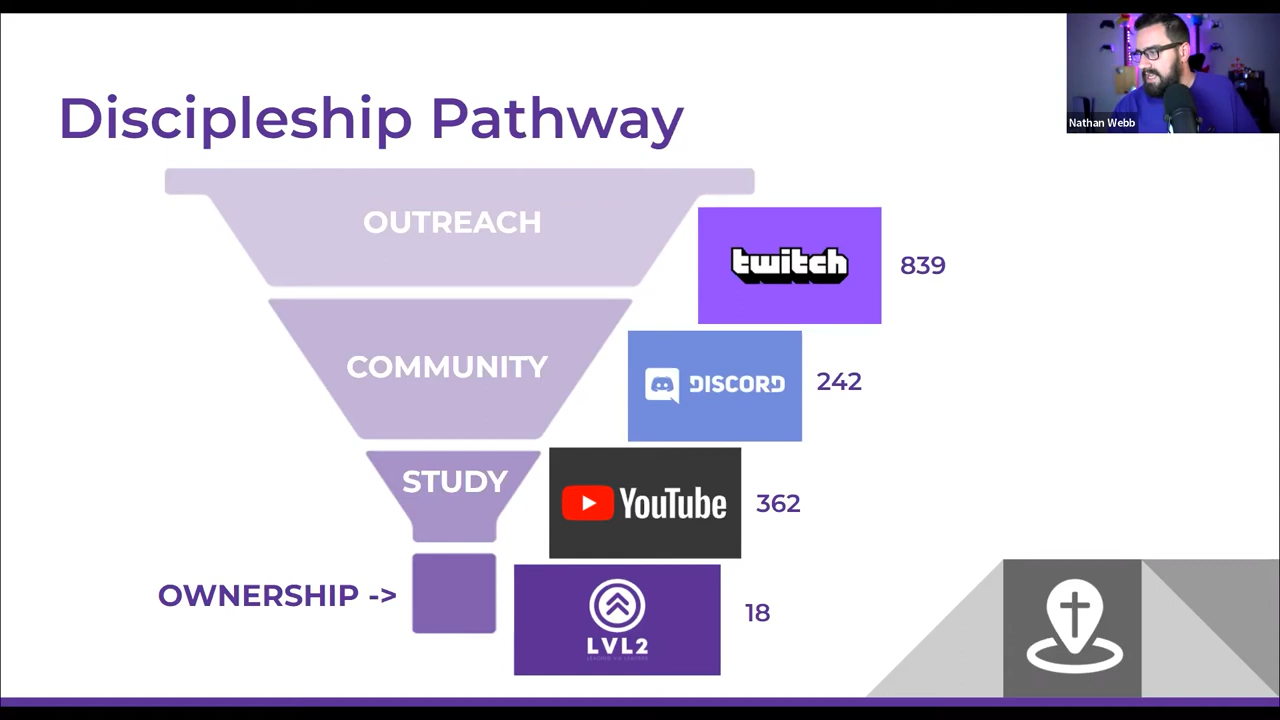 Nathan Webb
Discipleship Pathway
OUTREACH
twitch
839
COMMUNITY
DISCORD
242
STUDY
YouTube
362
OWNERSHIP ->
LVL2
18